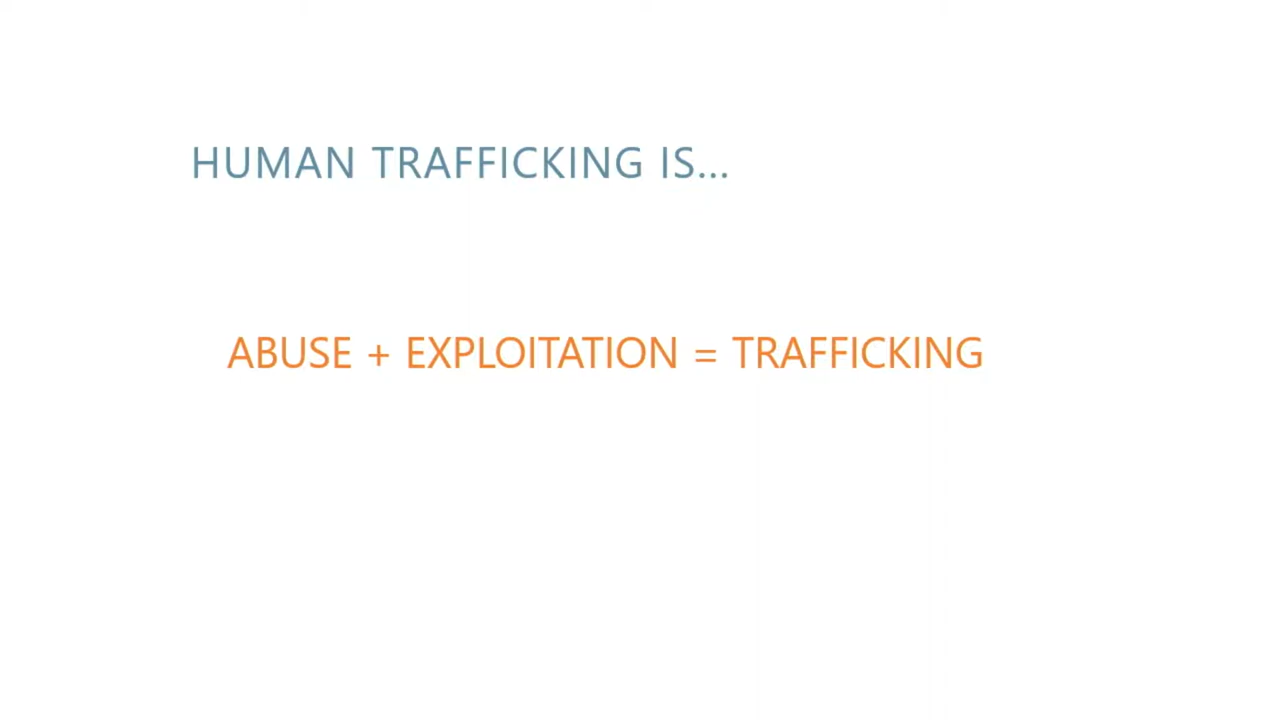 HUMAN TRAFFICKING IS...
ABUSE + EXPLOITATION = TRAFFICKING